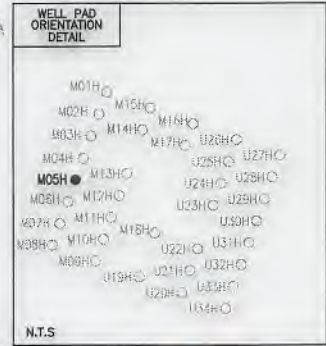 WELL PAD
ORIENTATION
DETAIL
M01H
M02H
M15H
M03H
M14H
M16H
M17H
M04H
U26H
M05H
M13H
U25H
U27H
M06H
M12H
U24H
U28H
M07H
M11H
U23H
U29H
M08H
M10H
M18H
U30H
M09H
U22H
U31H
U19H
U21H
U32H
U20H
U33H
U34H
N.T.S